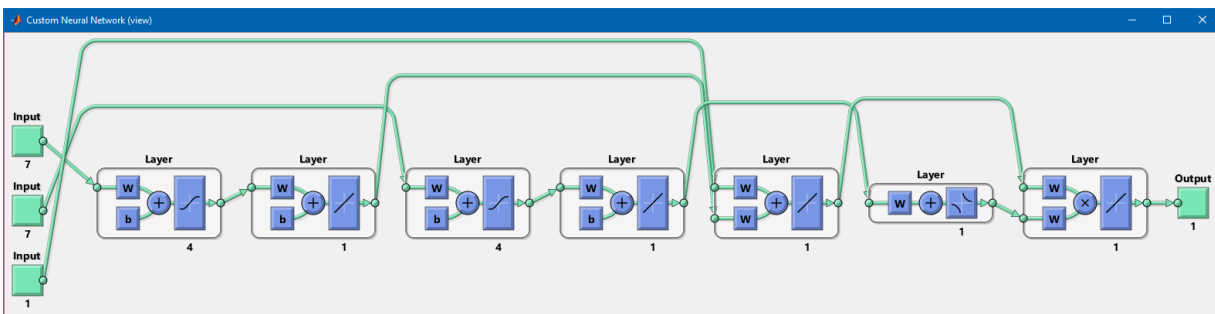 Custom Neural Network (view)
Input
7
Input
7
Input
1
Layer
W
b
+
4
Layer
W
b
+
1
Layer
W
b
+
4
Layer
W
b
+
1
Layer
W
W
+
1
Layer
W
+
1
Layer
W
W
×
1
Output
1